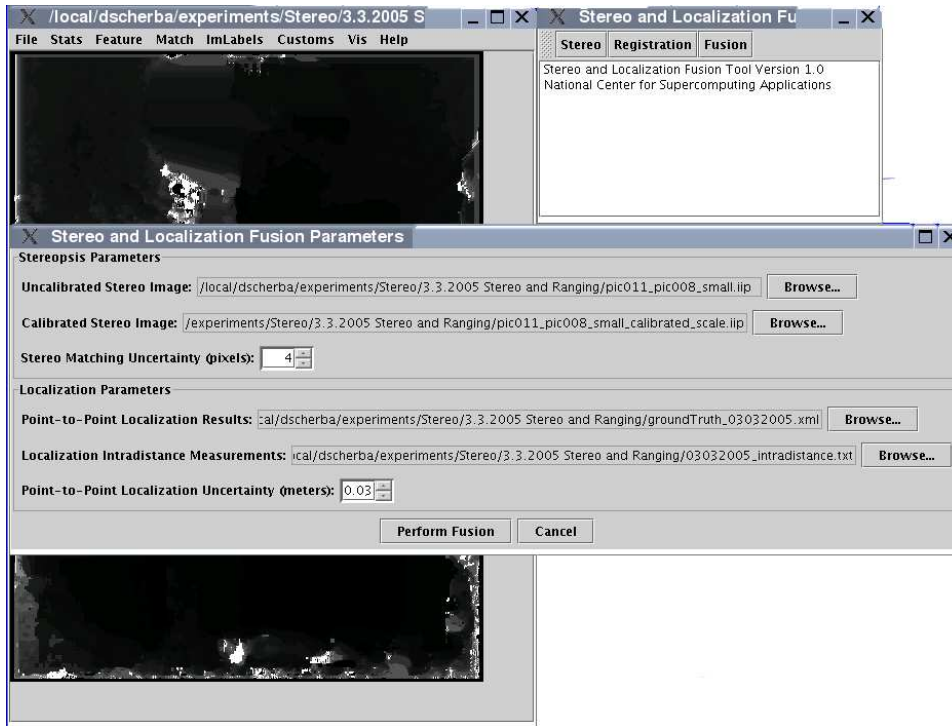 /local/dscherba/experiments/Stereo/3.3.2005 S
File Stats Feature Match ImLabels Customs Vis Help
Stereo and Localization Fu
Stereo Registration Fusion
Stereo and Localization Fusion Tool Version 1.0
National Center for Supercomputing Applications
Stereo and Localization Fusion Parameters
Stereopsis Parameters
Uncalibrated Stereo Image: /local/dscherba/experiments/Stereo/3.3.2005 Stereo and Ranging/pic011_pic008_small.iip Browse...
Calibrated Stereo Image: /experiments/Stereo/3.3.2005 Stereo and Ranging/pic011_pic008_small_calibrated_scale.iip Browse...
Stereo Matching Uncertainty (pixels): 4
Localization Parameters
Point-to-Point Localization Results: cal/dscherba/experiments/Stereo/3.3.2005 Stereo and Ranging/groundTruth_03032005.xml Browse...
Localization Intradistance Measurements: ocal/dscherba/experiments/Stereo/3.3.2005 Stereo and Ranging/03032005_intradistance.txt Browse...
Point-to-Point Localization Uncertainty (meters): 0.03
Perform Fusion Cancel